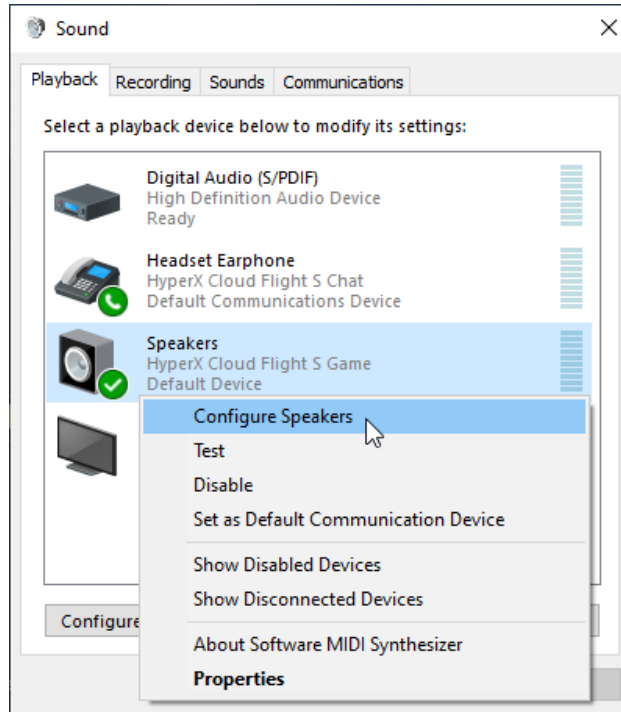 Sound
Playback Recording Sounds Communications
Select a playback device below to modify its settings:
Digital Audio (S/PDIF)
High Definition Audio Device
Ready
Headset Earphone
HyperX Cloud Flight S Chat
Default Communications Device
Speakers
HyperX Cloud Flight S Game
Default Device
Configure Speakers
Test
Disable
Set as Default Communication Device
Show Disabled Devices
Show Disconnected Devices
Configure
About Software MIDI Synthesizer
Properties